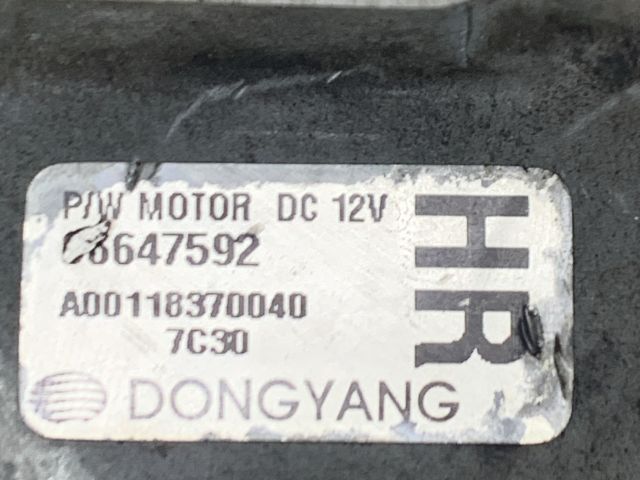 P/W MOTOR DC 12V
A00118370040
7C30
DONGYANG
HR